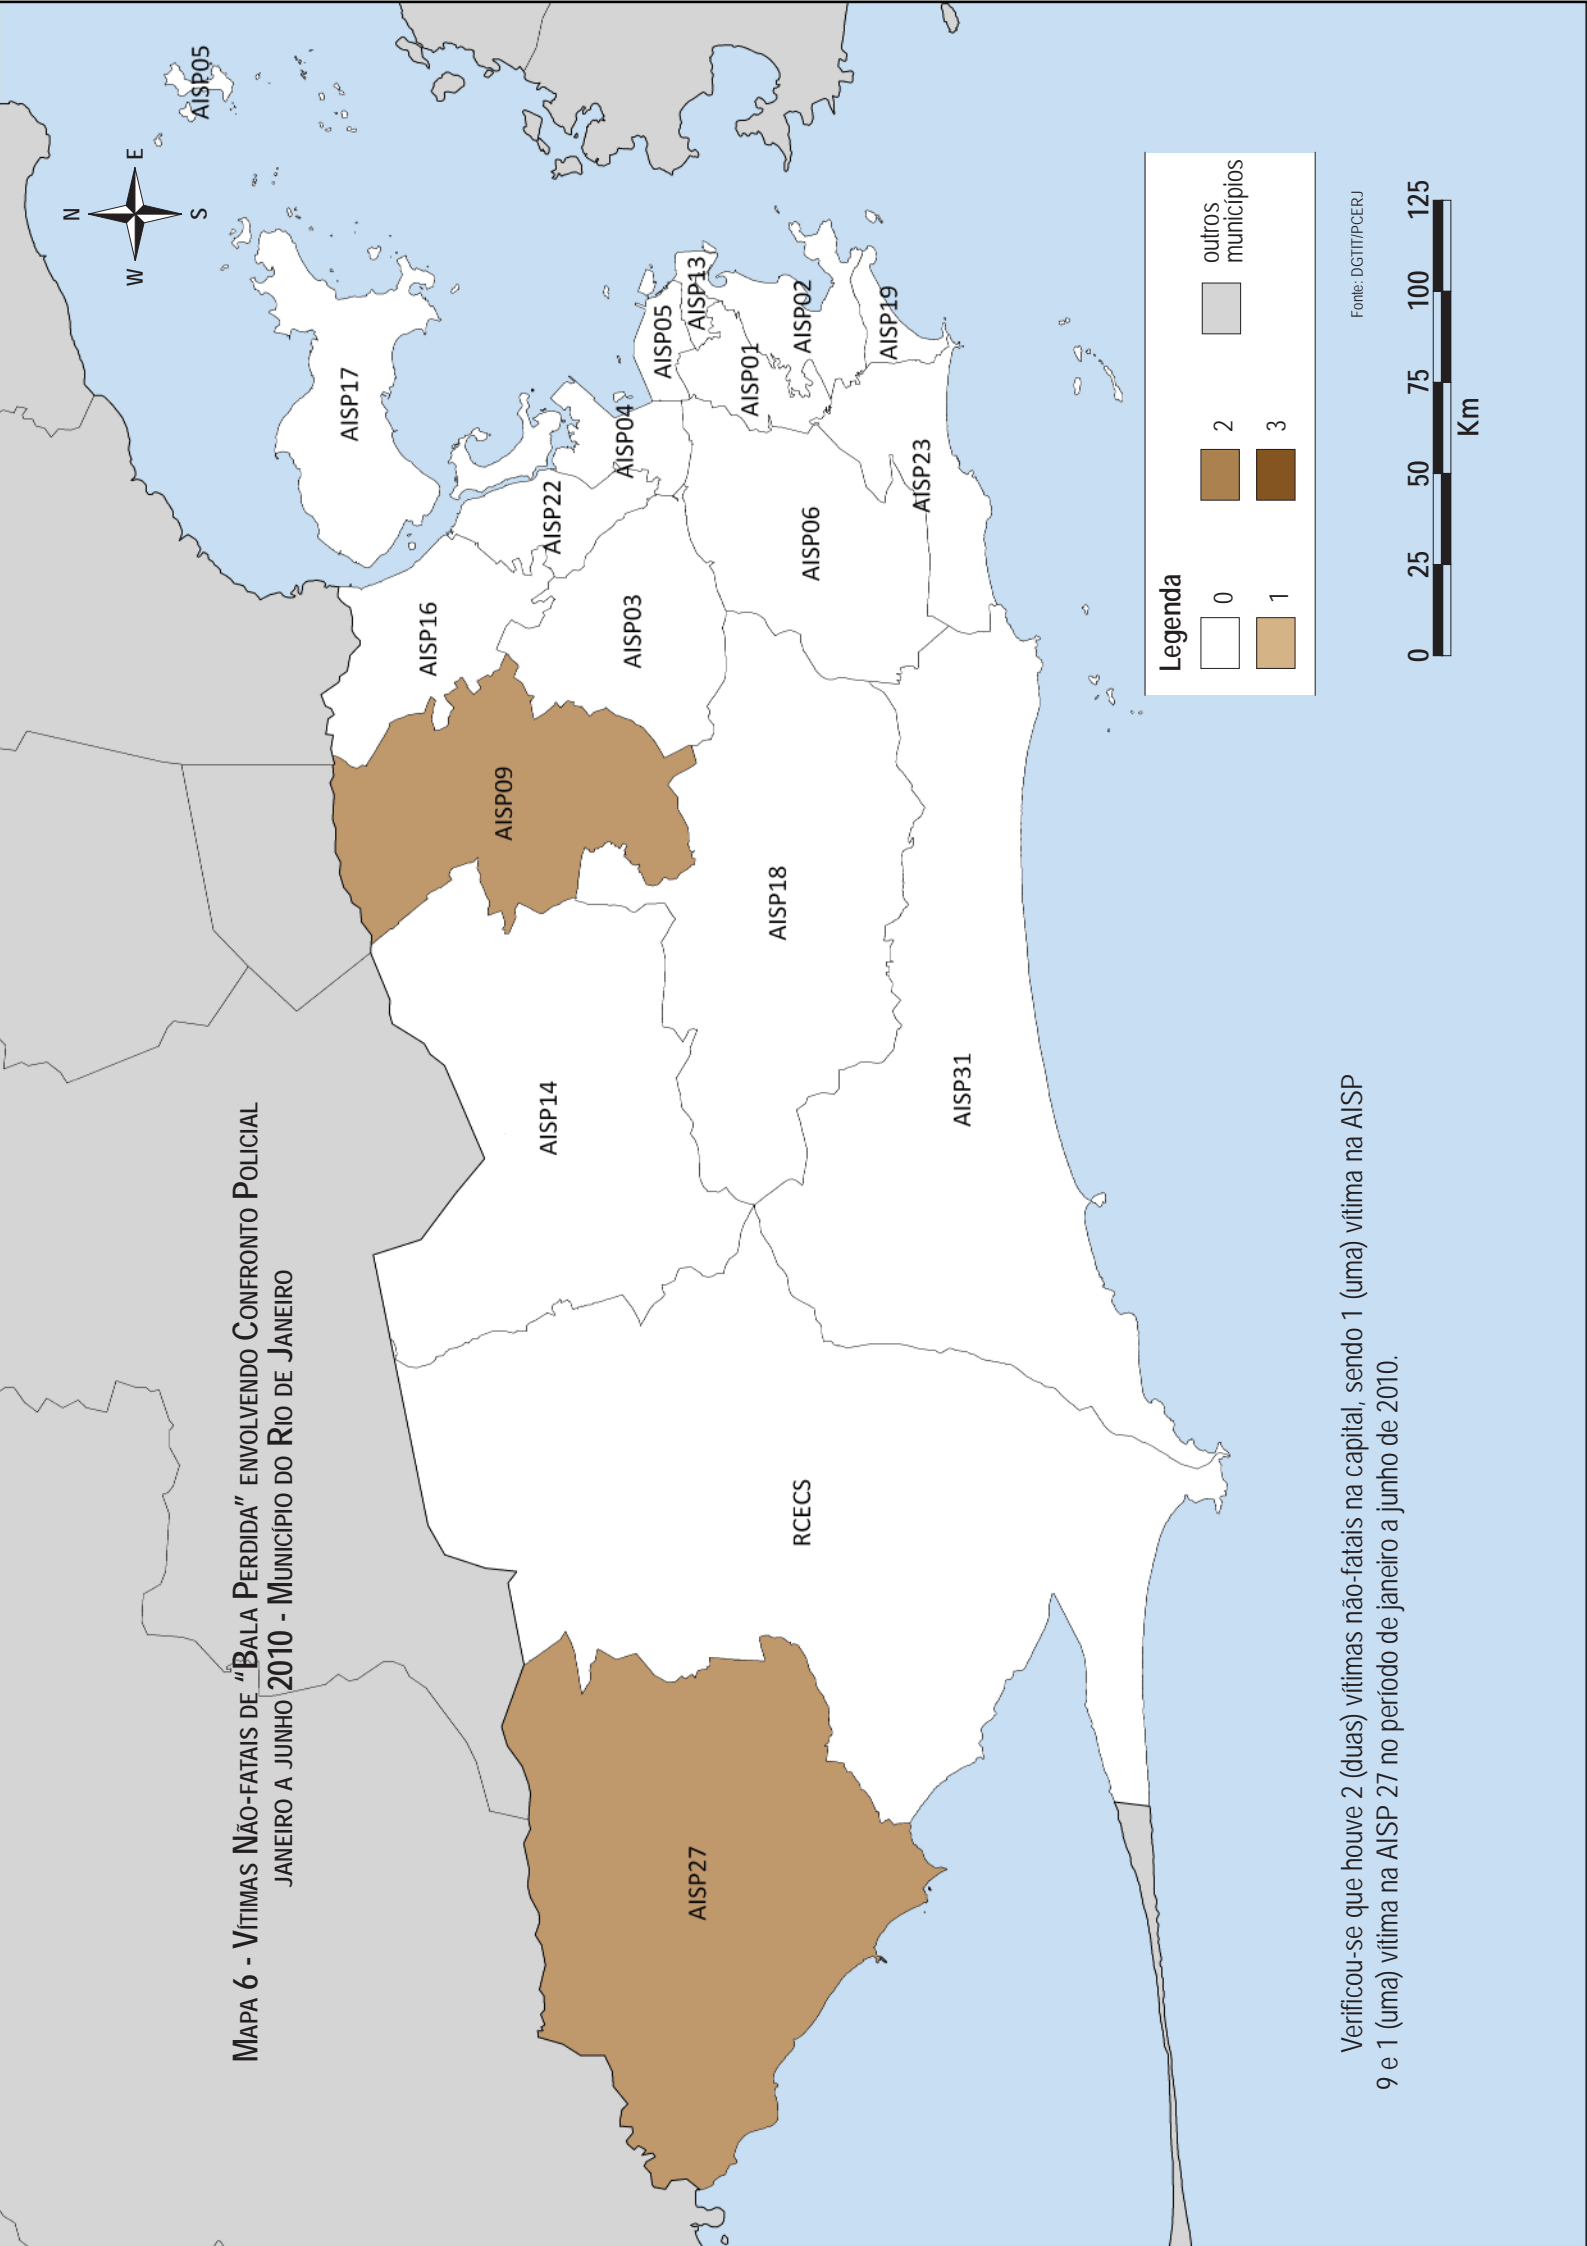 MAPA 6 - VÍTIMAS NÃO-FATAIS DE “BALA PERDIDA” ENVOLVENDO CONFRONTO POLICIAL
JANEIRO A JUNHO 2010 - MUNICÍPIO DO RIO DE JANEIRO
N
W
E
S
AISP05
AISP17
AISP16
AISP22
AISP04
AISP05
AISP13
AISP09
AISP03
AISP01
AISP02
AISP19
AISP06
AISP23
AISP14
AISP18
AISP31
RCECS
AISP27
Legenda
0
2
outros
municípios
1
3
Fonte: DGTIT/PCERJ
0 25 50 75 100 125
Km
Verificou-se que houve 2 (duas) vítimas não-fatais na capital, sendo 1 (uma) vítima na AISP
9 e 1 (uma) vítima na AISP 27 no período de janeiro a junho de 2010.